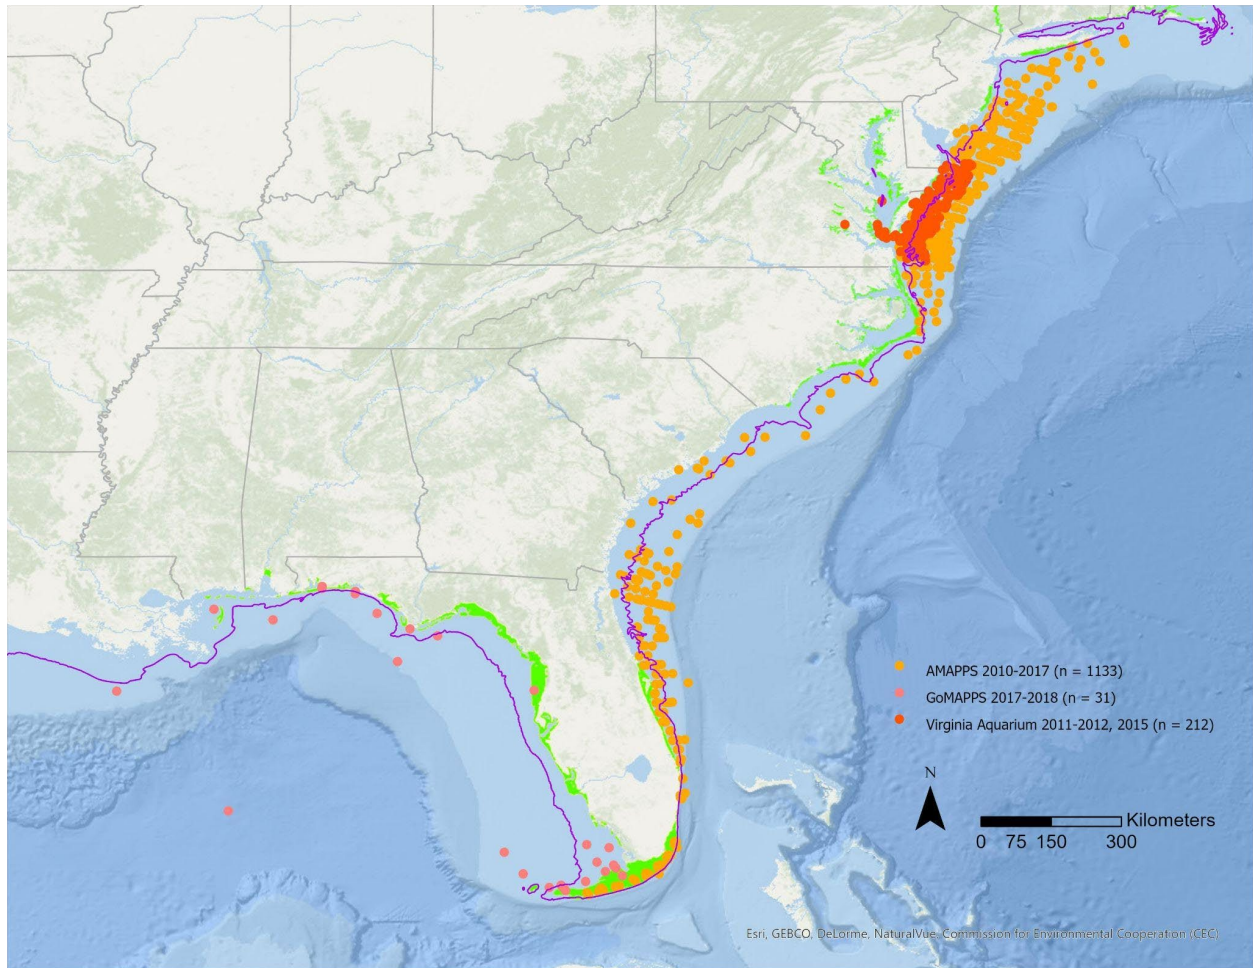 AMAPPS 2010-2017 (n = 1133)
GoMAPPS 2017-2018 (n = 31)
Virginia Aquarium 2011-2012, 2015 (n = 212)
N
Kilometers
0 75 150 300
Esri, GEBCO, DeLorme, NaturalVue, Commission for Environmental Cooperation (CEC)